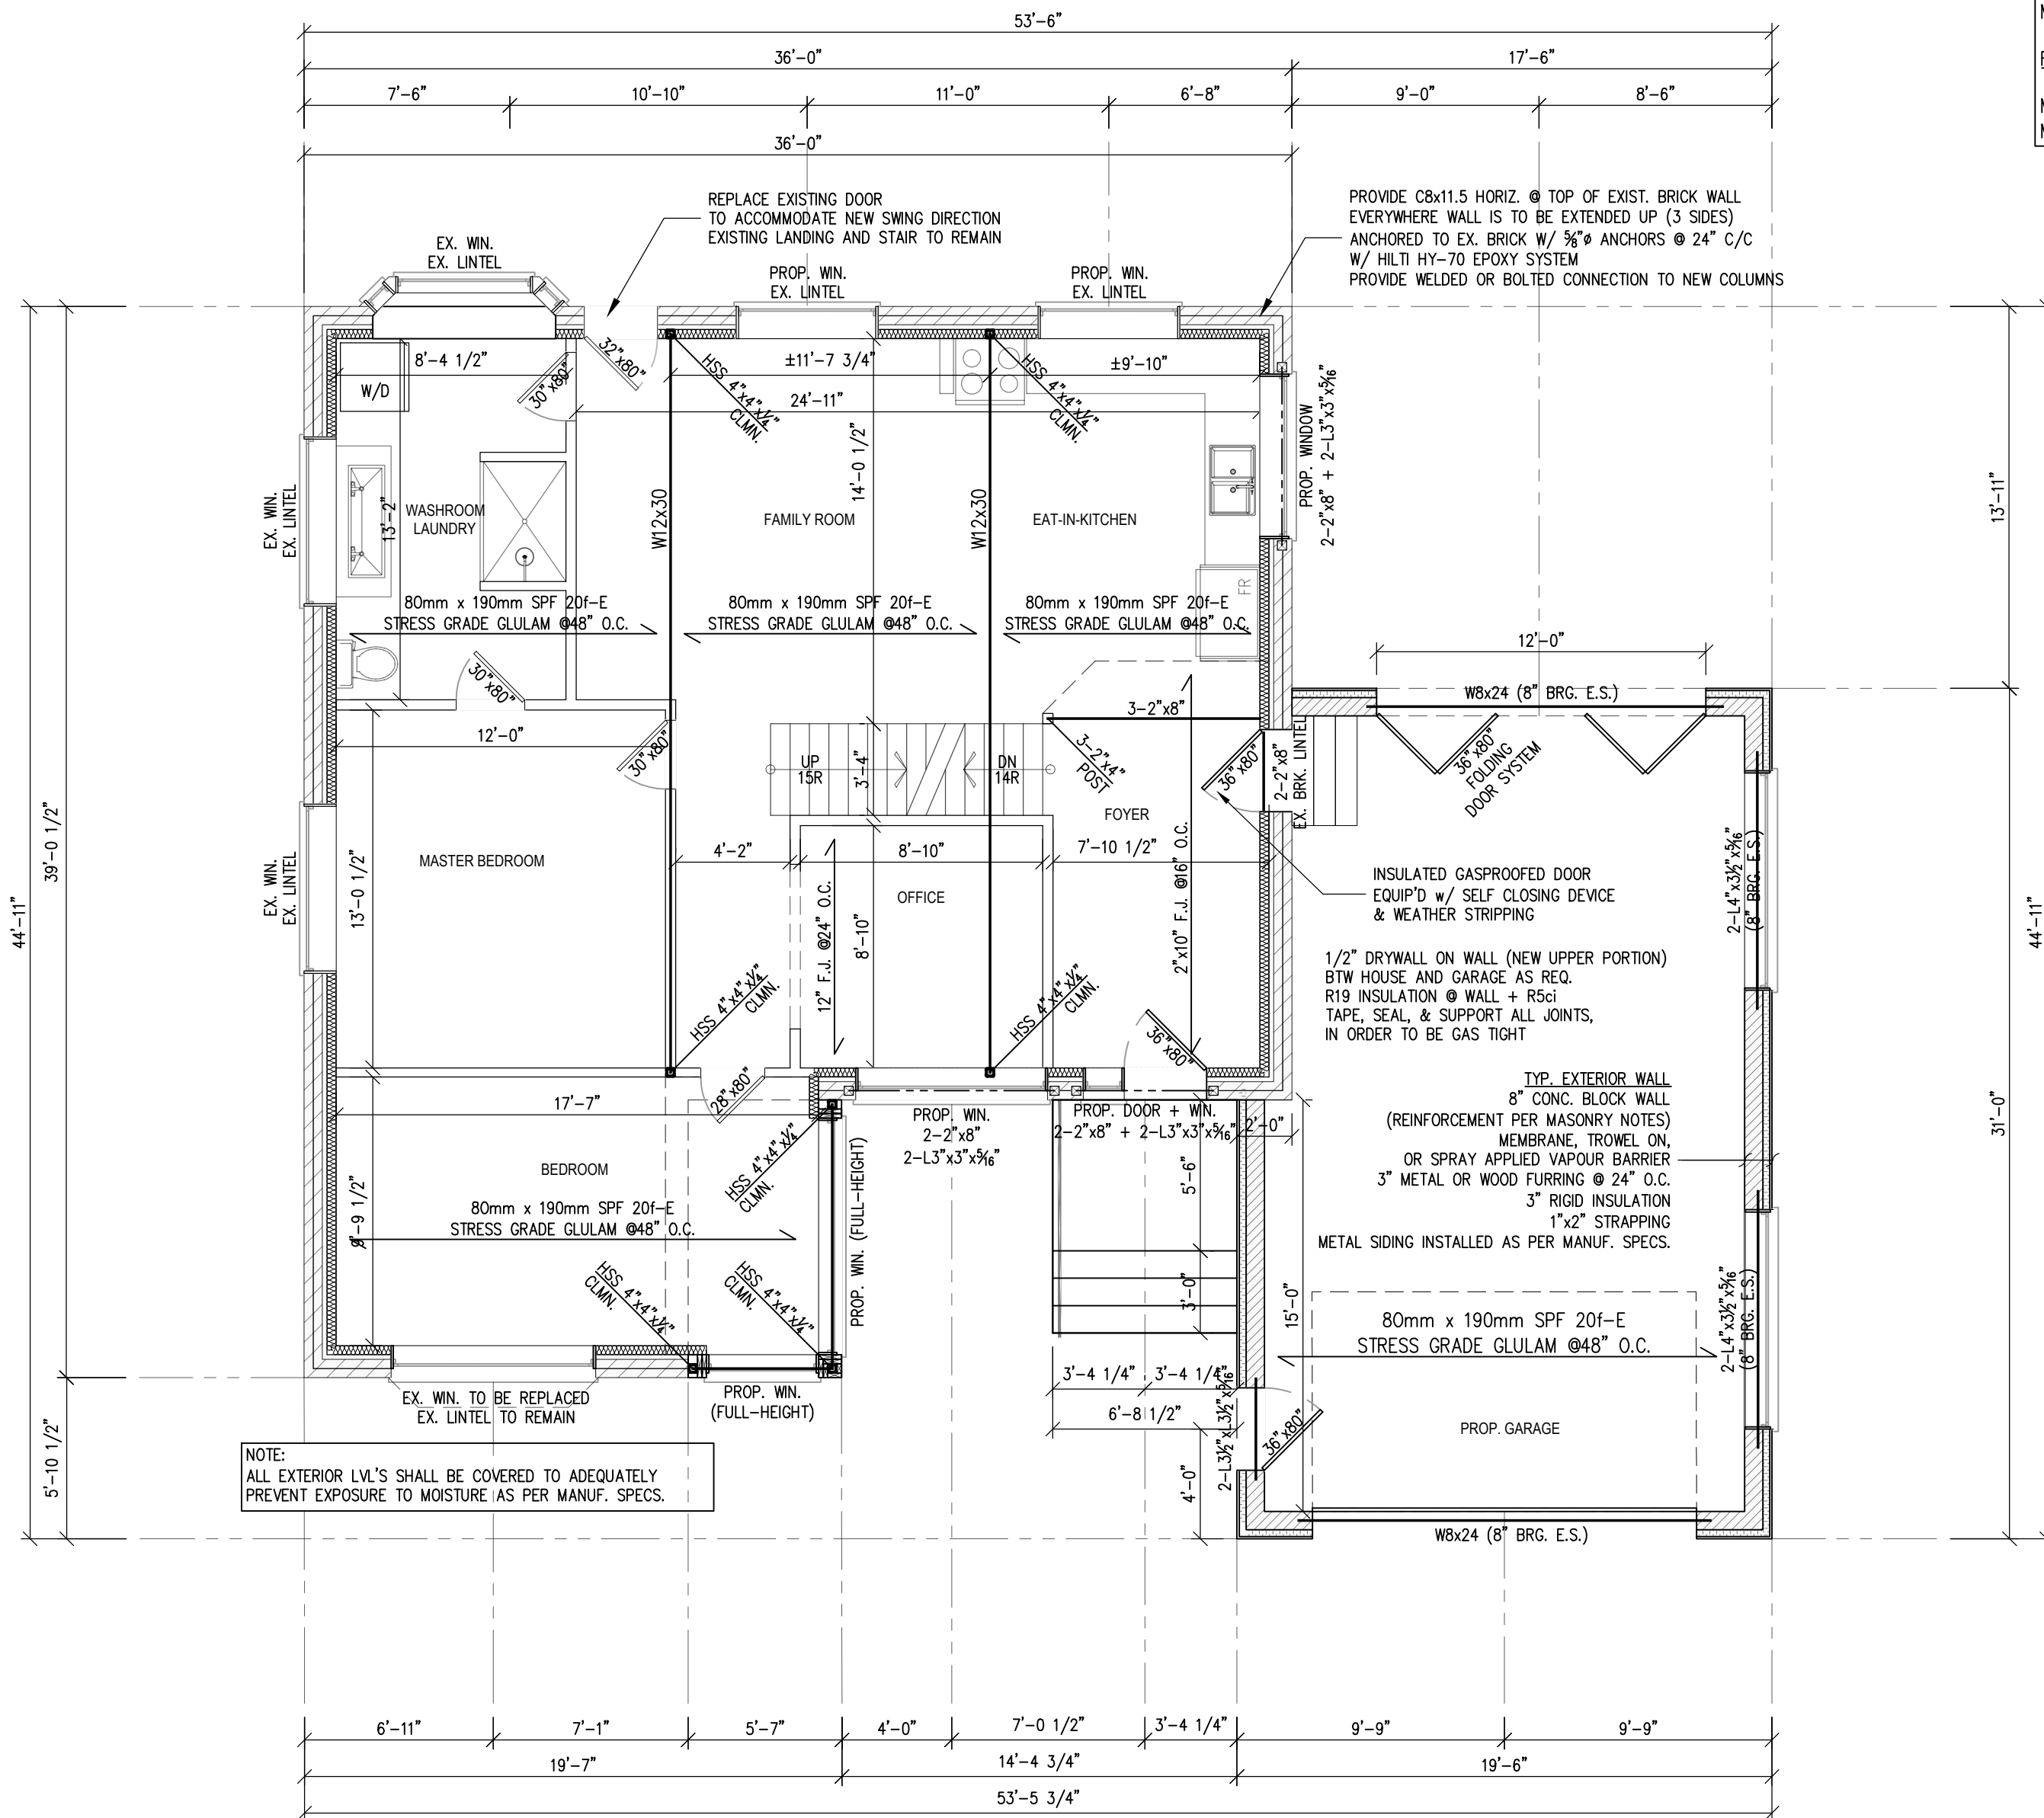 53'-6"
36'-0"
17'-6"
7'-6"
10'-10"
11'-0"
6'-8"
9'-0"
8'-6"
36'-0"
REPLACE EXISTING DOOR
TO ACCOMMODATE NEW SWING DIRECTION
EXISTING LANDING AND STAIR TO REMAIN
PROVIDE C8x11.5 HORIZ. @ TOP OF EXIST. BRICK WALL
EVERYWHERE WALL IS TO BE EXTENDED UP (3 SIDES)
ANCHORED TO EX. BRICK W/ ⅝"ø ANCHORS @ 24" C/C
W/ HILTI HY-70 EPOXY SYSTEM
PROVIDE WELDED OR BOLTED CONNECTION TO NEW COLUMNS
EX. WIN.
EX. LINTEL
PROP. WIN.
EX. LINTEL
PROP. WIN.
EX. LINTEL
8'-4 1/2"
W/D
30"x80"
32"x80"
±11'-7 3/4"
±9'-10"
24'-11"
HSS 4"x4"x¼"
CLMN.
HSS 4"x4"x¼"
CLMN.
14'-0 1/2"
W12x30
W12x30
PROP. WINDOW
2-2"x8" + 2-L3"x3"x5⁄16"
EX. WIN.
EX. LINTEL
13'-2"
WASHROOM
LAUNDRY
FAMILY ROOM
EAT-IN-KITCHEN
FR
80mm x 190mm SPF 20f-E
STRESS GRADE GLULAM @48" O.C.
80mm x 190mm SPF 20f-E
STRESS GRADE GLULAM @48" O.C.
80mm x 190mm SPF 20f-E
STRESS GRADE GLULAM @48" O.C.
13'-11"
44'-11"
39'-0 1/2"
44'-11"
31'-0"
5'-10 1/2"
12'-0"
W8x24 (8" BRG. E.S.)
36"x80"
FOLDING
DOOR SYSTEM
30"x80"
12'-0"
30"x80"
UP
15R
3'-4"
DN
14R
3-2"x8"
3-2"x4"
POST
36"x80"
2-2"x8"
EX. BRK. LINTEL
FOYER
MASTER BEDROOM
EX. WIN.
EX. LINTEL
13'-0 1/2"
4'-2"
8'-10"
7'-10 1/2"
OFFICE
12" F.J. @24" O.C.
8'-10"
2"x10" F.J. @16" O.C.
2-L4"x3½"x5⁄16"
(8" BRG. E.S.)
INSULATED GASPROOFED DOOR
EQUIP'D w/ SELF CLOSING DEVICE
& WEATHER STRIPPING
1/2" DRYWALL ON WALL (NEW UPPER PORTION)
BTW HOUSE AND GARAGE AS REQ.
R19 INSULATION @ WALL + R5ci
TAPE, SEAL, & SUPPORT ALL JOINTS,
IN ORDER TO BE GAS TIGHT
HSS 4"x4"x¼"
CLMN.
HSS 4"x4"x¼"
CLMN.
36"x80"
28"x80"
TYP. EXTERIOR WALL
8" CONC. BLOCK WALL
(REINFORCEMENT PER MASONRY NOTES)
MEMBRANE, TROWEL ON,
OR SPRAY APPLIED VAPOUR BARRIER
3" METAL OR WOOD FURRING @ 24" O.C.
3" RIGID INSULATION
1"x2" STRAPPING
METAL SIDING INSTALLED AS PER MANUF. SPECS.
17'-7"
PROP. WIN.
2-2"x8"
2-L3"x3"x5⁄16"
PROP. DOOR + WIN.
2-2"x8" + 2-L3"x3"x5⁄16"
2'-0"
BEDROOM
HSS 4"x4"x¼"
CLMN.
80mm x 190mm SPF 20f-E
STRESS GRADE GLULAM @48" O.C.
PROP. WIN. (FULL-HEIGHT)
5'-6"
3'-0"
15'-0"
HSS 4"x4"x¼"
CLMN.
HSS 4"x4"x¼"
CLMN.
80mm x 190mm SPF 20f-E
STRESS GRADE GLULAM @48" O.C.
2-L4"x3½"x5⁄16"
(8" BRG. E.S.)
EX. WIN. TO BE REPLACED
EX. LINTEL TO REMAIN
PROP. WIN.
(FULL-HEIGHT)
3'-4 1/4"
3'-4 1/4"
6'-8 1/2"
4'-0"
2-L3½"xL3½"x5⁄16"
36"x80"
PROP. GARAGE
W8x24 (8" BRG. E.S.)
NOTE:
ALL EXTERIOR LVL'S SHALL BE COVERED TO ADEQUATELY
PREVENT EXPOSURE TO MOISTURE AS PER MANUF. SPECS.
6'-11"
7'-1"
5'-7"
4'-0"
7'-0 1/2"
3'-4 1/4"
9'-9"
9'-9"
19'-7"
14'-4 3/4"
19'-6"
53'-5 3/4"